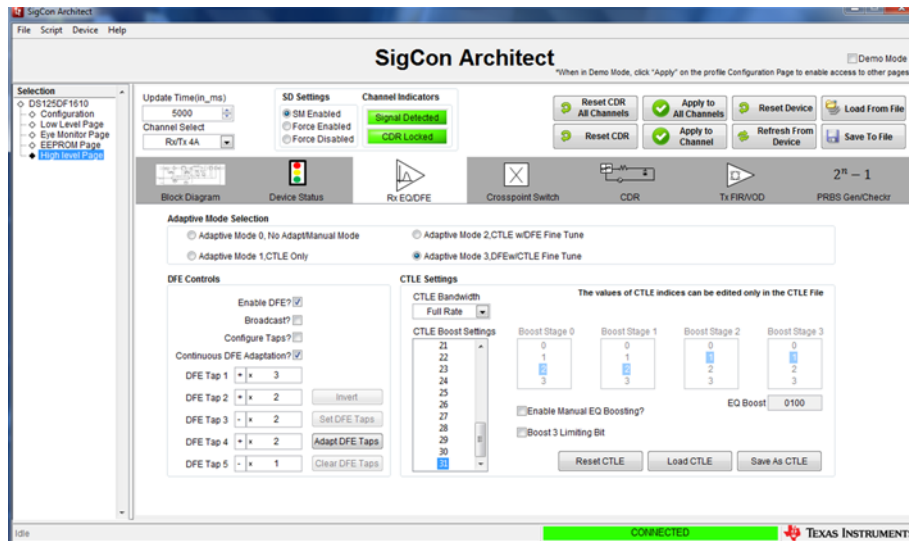 SigCon Architect
File Script Device Help
SigCon Architect
Demo Mode
"When in Demo Mode, click "Apply" on the profile Configuration Page to enable access to other pages
Selection
DS125DF1610
Configuration
Low Level Page
Eye Monitor Page
EEPROM Page
High level Page
Update Time(in_ms)
5000
Channel Select
Rx/Tx 4A
SD Settings
SM Enabled
Force Enabled
Force Disabled
Channel Indicators
Signal Detected
CDR Locked
Reset CDR
All Channels
Apply to
All Channels
Reset Device
Load From File
Reset CDR
Apply to
Channel
Refresh From
Device
Save To File
Block Diagram
Device Status
Rx EQ/DFE
Crosspoint Switch
CDR
Tx FIR/VOD
2ⁿ − 1
PRBS Gen/Checkr
Adaptive Mode Selection
Adaptive Mode 0, No Adapt/Manual Mode
Adaptive Mode 2,CTLE w/DFE Fine Tune
Adaptive Mode 1,CTLE Only
Adaptive Mode 3,DFEw/CTLE Fine Tune
DFE Controls
Enable DFE?
Broadcast?
Configure Taps?
Continuous DFE Adaptation?
DFE Tap 1 + x 3
DFE Tap 2 + x 2 Invert
DFE Tap 3 - x 2 Set DFE Taps
DFE Tap 4 + x 2 Adapt DFE Taps
DFE Tap 5 - x 1 Clear DFE Taps
CTLE Settings
CTLE Bandwidth
Full Rate
The values of CTLE indices can be edited only in the CTLE File
CTLE Boost Settings
21
22
23
24
25
26
27
28
29
30
31
Boost Stage 0
0
1
2
3
Boost Stage 1
0
1
2
3
Boost Stage 2
0
1
2
3
Boost Stage 3
0
1
2
3
EQ Boost 0100
Enable Manual EQ Boosting?
Boost 3 Limiting Bit
Reset CTLE
Load CTLE
Save As CTLE
Idle
CONNECTED
TEXAS INSTRUMENTS